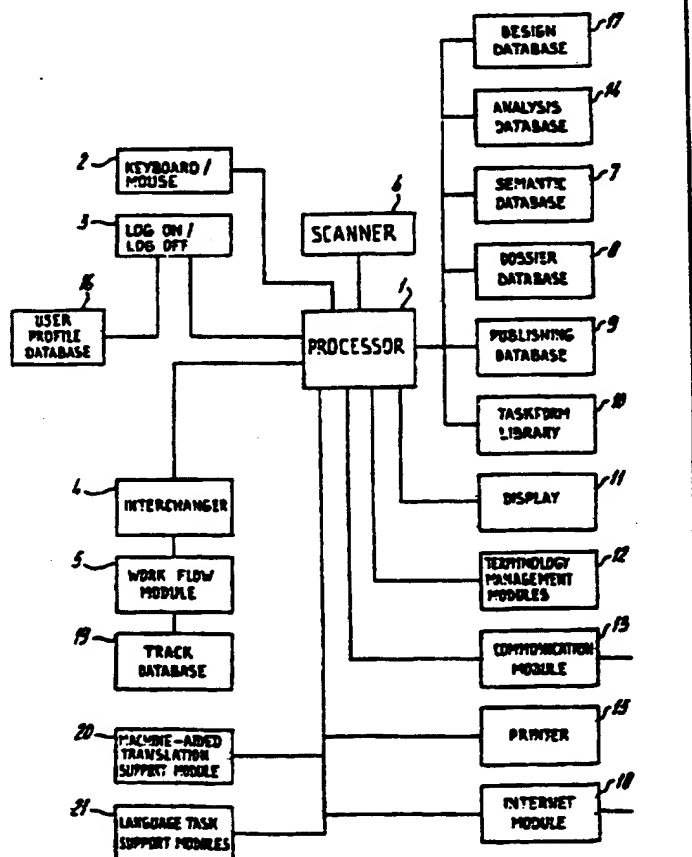 17
DESIGN
DATABASE
14
ANALYSIS
DATABASE
2
KEYBOARD/
MOUSE
7
SEMANTIC
DATABASE
3
LOG ON/
LOG OFF
6
SCANNER
8
DOSSIER
DATABASE
16
USER
PROFILE
DATABASE
1
PROCESSOR
9
PUBLISHING
DATABASE
10
TASKFORM
LIBRARY
4
INTERCHANGER
11
DISPLAY
5
WORK FLOW
MODULE
12
TERMINOLOGY
MANAGEMENT
MODULES
19
TRACK
DATABASE
13
COMMUNICATION
MODULE
20
MACHINE-AIDED
TRANSLATION
SUPPORT MODULE
15
PRINTER
21
LANGUAGE TASK
SUPPORT MODULES
18
INTERNET
MODULE